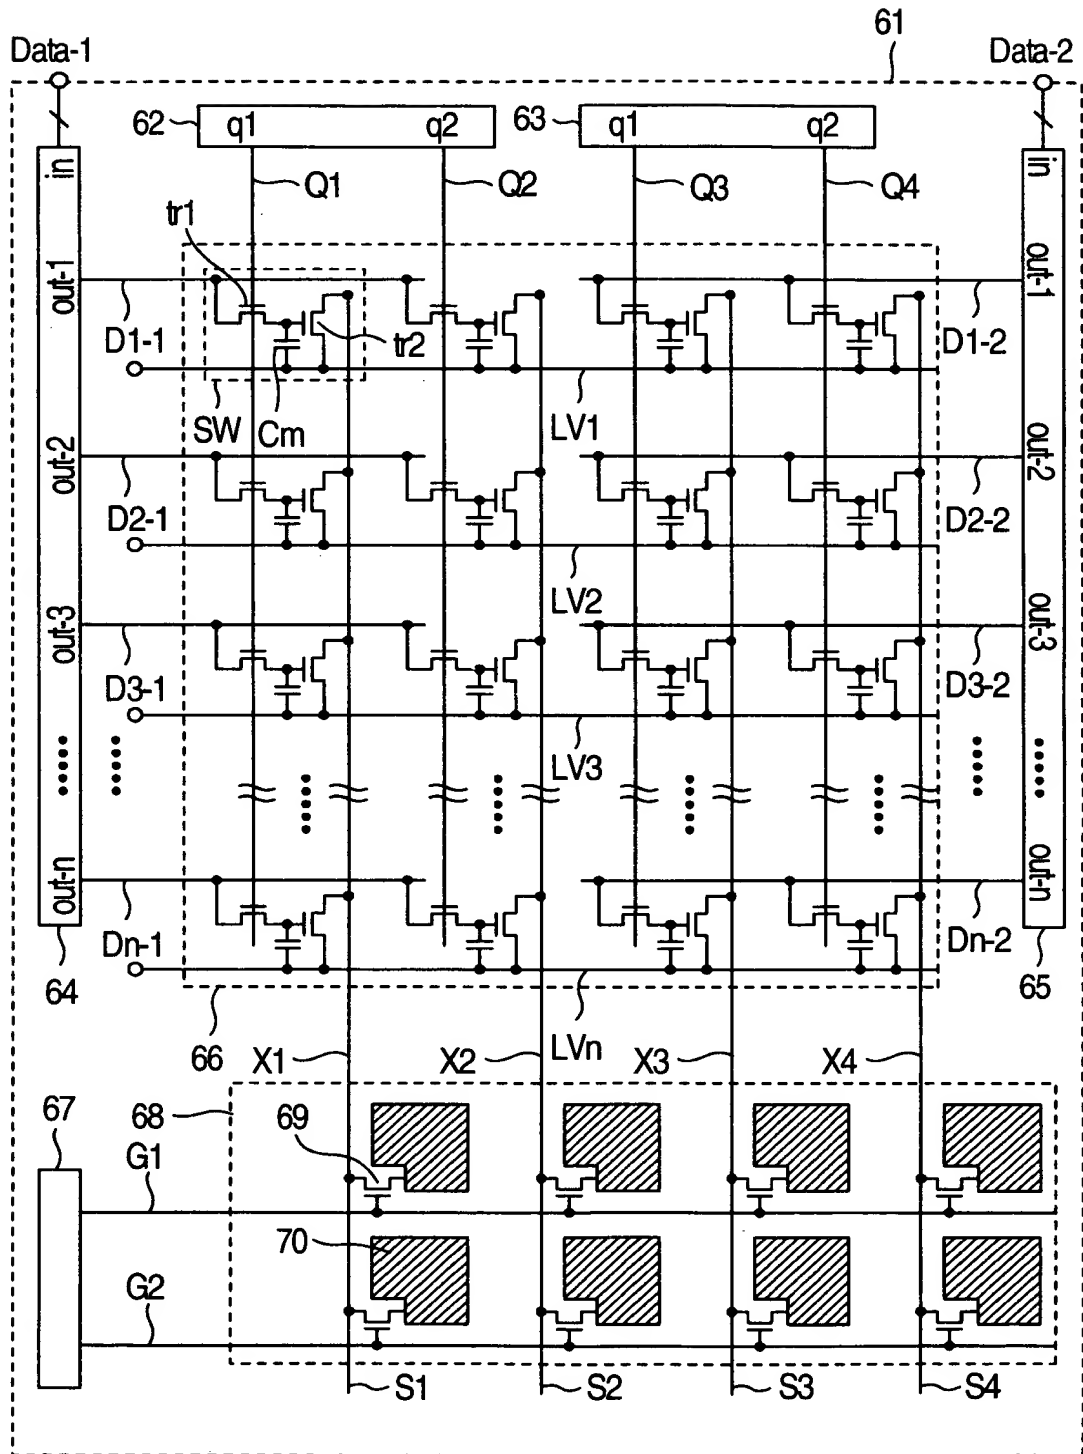 61
Data-1 Data-2
62 q1 q2 63 q1 q2
in in
Q1 Q2 Q3 Q4
tr1
out-1 out-1
D1-1 tr2 D1-2
SW Cm LV1
out-2 out-2
D2-1 D2-2
LV2
out-3 out-3
D3-1 D3-2
LV3
out-n out-n
Dn-1 Dn-2
64 65
66 LVn
X1 X2 X3 X4
67 68 69
G1
70
G2
S1 S2 S3 S4